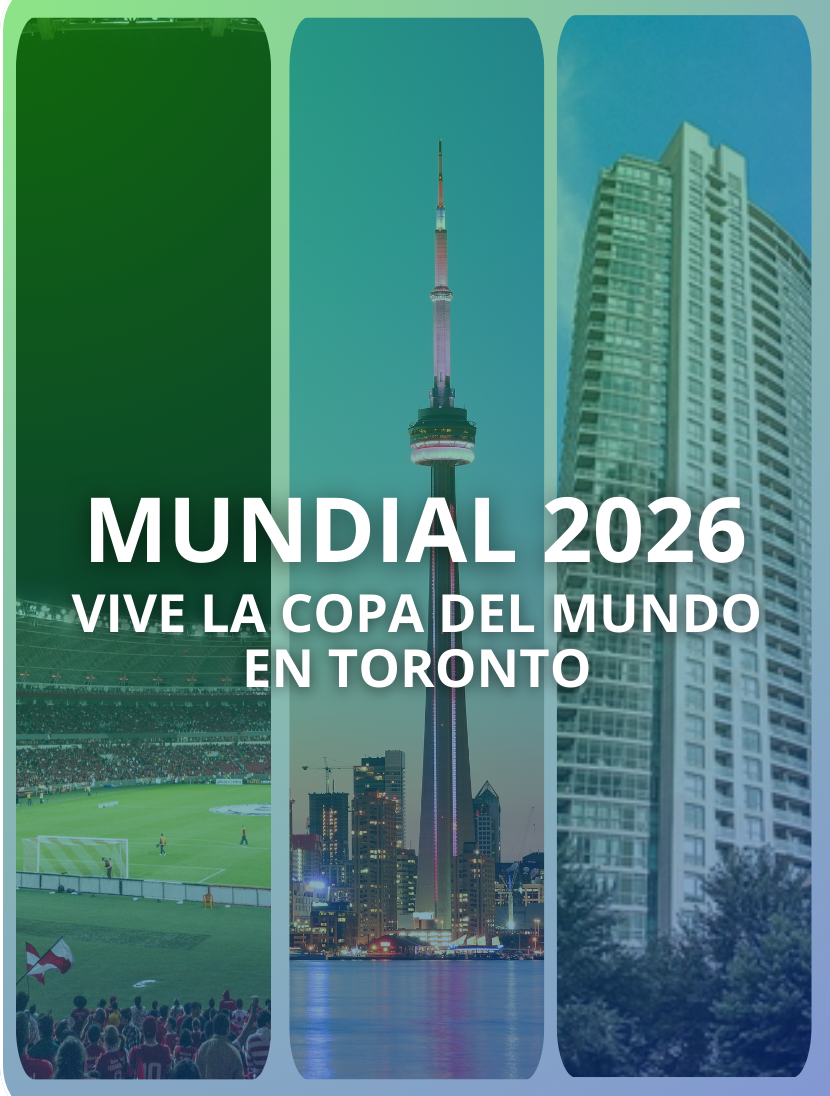 MUNDIAL 2026
VIVE LA COPA DEL MUNDO
EN TORONTO